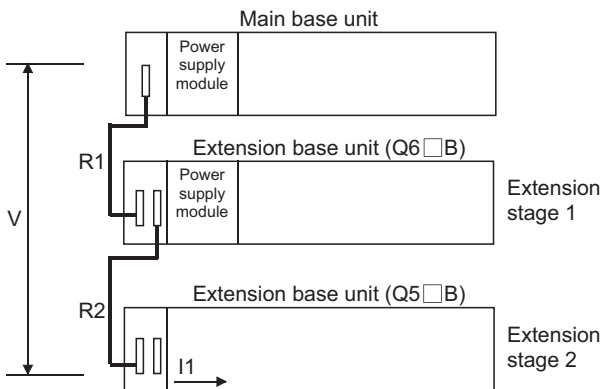 Main base unit
Power
supply
module
R1
Extension base unit (Q6□B)
Power
supply
module
Extension
stage 1
V
R2
Extension base unit (Q5□B)
Extension
stage 2
I1